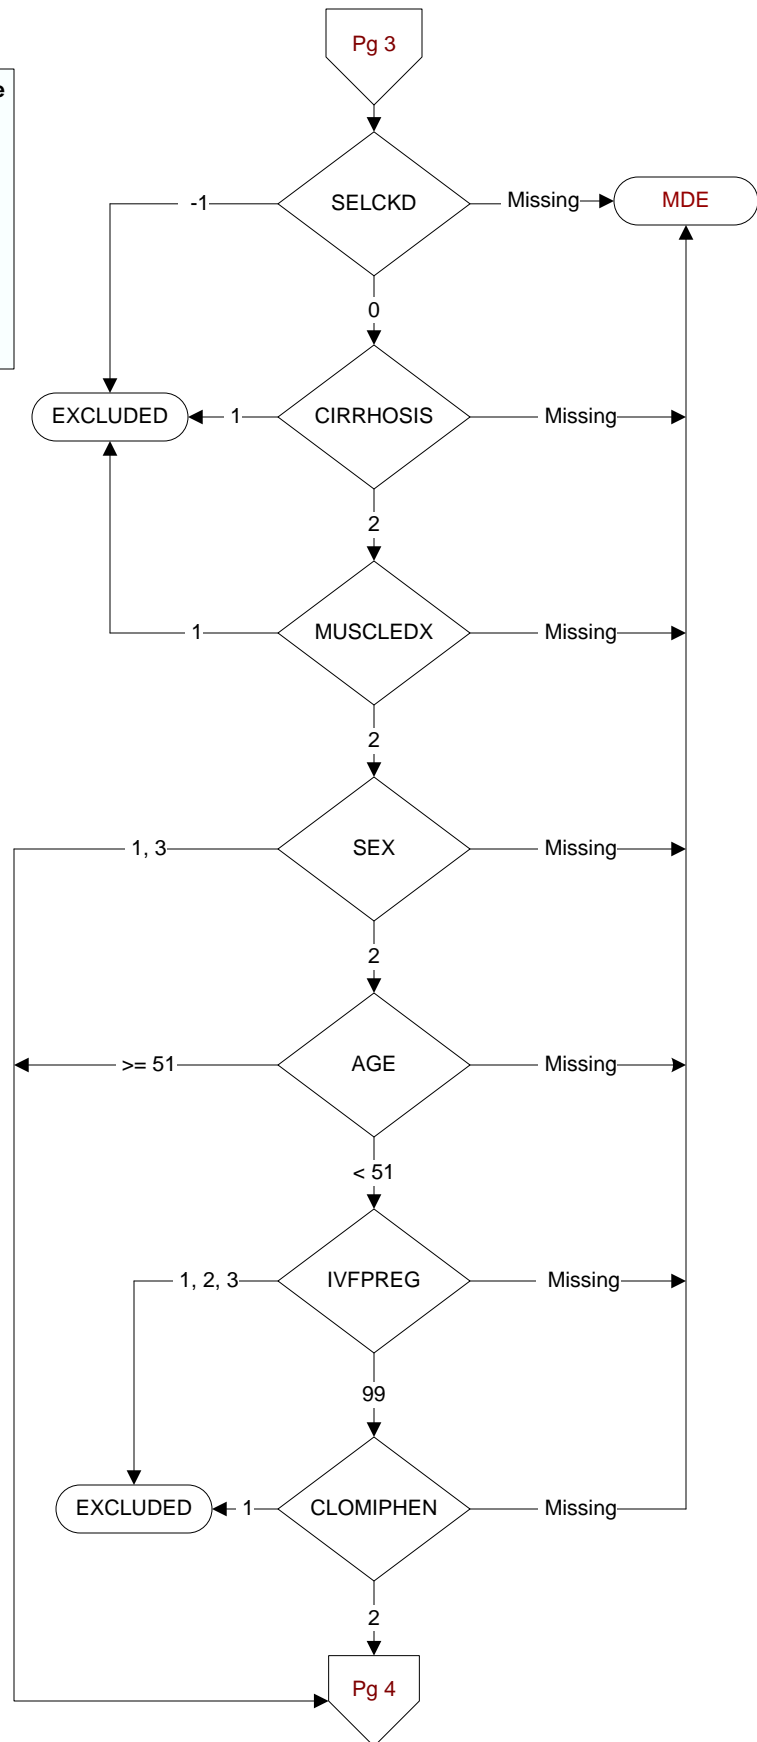 Pg 3
e
SELCKD
-1
Missing
MDE
0
EXCLUDED
1
CIRRHOSIS
Missing
2
1
MUSCLEDX
Missing
2
1, 3
SEX
Missing
2
>= 51
AGE
Missing
< 51
1, 2, 3
IVFPREG
Missing
99
EXCLUDED
1
CLOMIPHEN
Missing
2
Pg 4